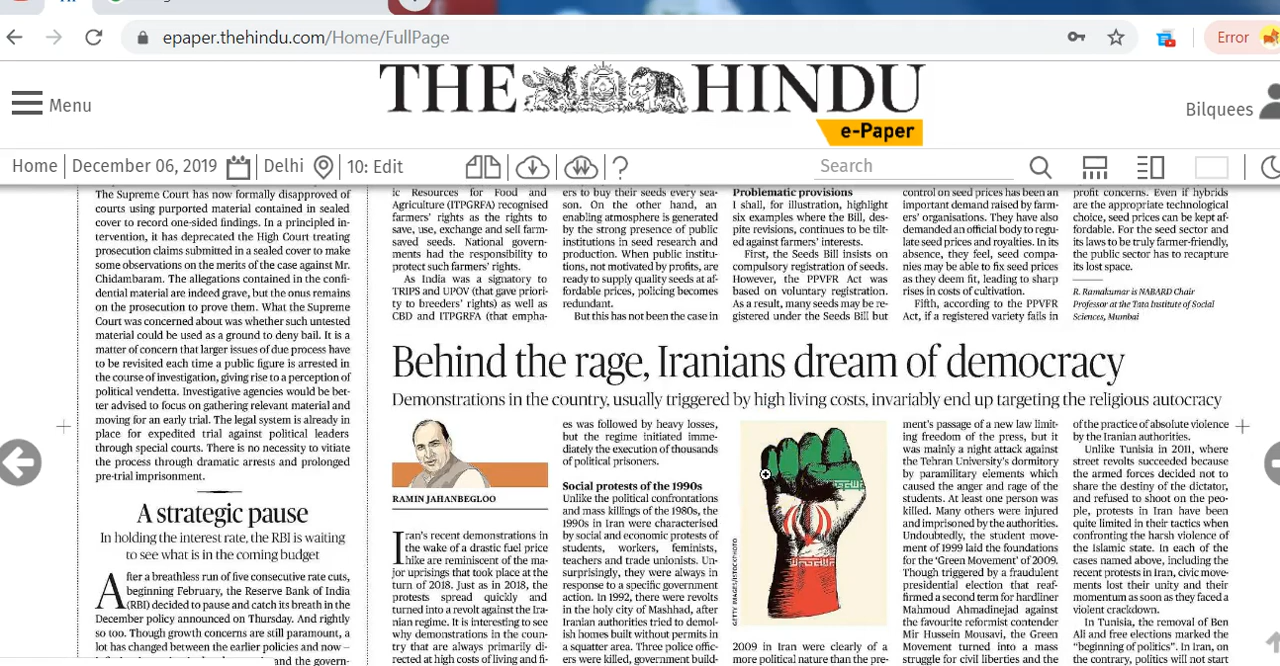 epaper.thehindu.com/Home/FullPage
Error
THE HINDU
e-Paper
Menu
Bilquees
Home
December 06, 2019
Delhi
10: Edit
?
Search
The Supreme Court has now formally disapproved of
courts using purported material contained in sealed
cover to record one-sided findings. In a principled in-
tervention, it has deprecated the High Court treating
prosecution claims submitted in a sealed cover to make
some observations on the merits of the case against Mr.
Chidambaram. The allegations contained in the confi-
dential material are indeed grave, but the onus remains
on the prosecution to prove them. What the Supreme
Court was concerned about was whether such untested
material could be used as a ground to deny bail. It is a
matter of concern that larger issues of due process have
to be revisited each time a public figure is arrested in
the course of investigation, giving rise to a perception of
political vendetta. Investigative agencies would be bet-
ter advised to focus on gathering relevant material and
moving for an early trial. The legal system is already in
place for expedited trial against political leaders
through special courts. There is no necessity to vitiate
the process through dramatic arrests and prolonged
pre-trial imprisonment.
A strategic pause
In holding the interest rate, the RBI is waiting
to see what is in the coming budget
After a breathless run of five consecutive rate cuts,
beginning February, the Reserve Bank of India
(RBI) decided to pause and catch its breath in the
December policy announced on Thursday. And rightly
so too. Though growth concerns are still paramount, a
lot has changed between the earlier policies and now –
and the govern-
ic Resources for Food and
Agriculture (ITPGRFA) recognised
farmers' rights as the rights to
save, use, exchange and sell farm-
saved seeds. National govern-
ments had the responsibility to
protect such farmers' rights.
As India was a signatory to
TRIPS and UPOV (that gave priori-
ty to breeders' rights) as well as
CBD and ITPGRFA (that empha-
ers to buy their seeds every sea-
son. On the other hand, an
enabling atmosphere is generated
by the strong presence of public
institutions in seed research and
production. When public institu-
tions, not motivated by profits, are
ready to supply quality seeds at af-
fordable prices, policing becomes
redundant.
But this has not been the case in
Problematic provisions
I shall, for illustration, highlight
six examples where the Bill, des-
pite revisions, continues to be tilt-
ed against farmers' interests.
First, the Seeds Bill insists on
compulsory registration of seeds.
However, the PPVFR Act was
based on voluntary registration.
As a result, many seeds may be re-
gistered under the Seeds Bill but
control on seed prices has been an
important demand raised by farm-
ers' organisations. They have also
demanded an official body to regu-
late seed prices and royalties. In its
absence, they feel, seed compa-
nies may be able to fix seed prices
as they deem fit, leading to sharp
rises in costs of cultivation.
Fifth, according to the PPVFR
Act, if a registered variety fails in
profit concerns. Even if hybrids
are the appropriate technological
choice, seed prices can be kept af-
fordable. For the seed sector and
its laws to be truly farmer-friendly,
the public sector has to recapture
its lost space.
R. Ramakumar is NABARD Chair
Professor at the Tata Institute of Social
Sciences, Mumbai
Behind the rage, Iranians dream of democracy
Demonstrations in the country, usually triggered by high living costs, invariably end up targeting the religious autocracy
RAMIN JAHANBEGLOO
Iran's recent demonstrations in
the wake of a drastic fuel price
hike are reminiscent of the ma-
jor uprisings that took place at the
turn of 2018. Just as in 2018, the
protests spread quickly and
turned into a revolt against the Ira-
nian regime. It is interesting to see
why demonstrations in the coun-
try that are always primarily di-
rected at high costs of living and fi-
es was followed by heavy losses,
but the regime initiated imme-
diately the execution of thousands
of political prisoners.
Social protests of the 1990s
Unlike the political confrontations
and mass killings of the 1980s, the
1990s in Iran were characterised
by social and economic protests of
students, workers, feminists,
teachers and trade unionists. Un-
surprisingly, they were always in
response to a specific government
action. In 1992, there were revolts
in the holy city of Mashhad, after
Iranian authorities tried to demol-
ish homes built without permits in
a squatter area. Three police offic-
ers were killed, government build-
GETTY IMAGES/ISTOCKPHOTO
2009 in Iran were clearly of a
more political nature than the pre-
ment's passage of a new law limit-
ing freedom of the press, but it
was mainly a night attack against
the Tehran University's dormitory
by paramilitary elements which
caused the anger and rage of the
students. At least one person was
killed. Many others were injured
and imprisoned by the authorities.
Undoubtedly, the student move-
ment of 1999 laid the foundations
for the 'Green Movement' of 2009.
Though triggered by a fraudulent
presidential election that reaf-
firmed a second term for hardliner
Mahmoud Ahmadinejad against
the favourite reformist contender
Mir Hussein Mousavi, the Green
Movement turned into a mass
struggle for civil liberties and the
of the practice of absolute violence
by the Iranian authorities.
Unlike Tunisia in 2011, where
street revolts succeeded because
the armed forces decided not to
share the destiny of the dictator,
and refused to shoot on the peo-
ple, protests in Iran have been
quite limited in their tactics when
confronting the harsh violence of
the Islamic state. In each of the
cases named above, including the
recent protests in Iran, civic move-
ments lost their unity and their
momentum as soon as they faced a
violent crackdown.
In Tunisia, the removal of Ben
Ali and free elections marked the
"beginning of politics". In Iran, on
the contrary, politics will not start